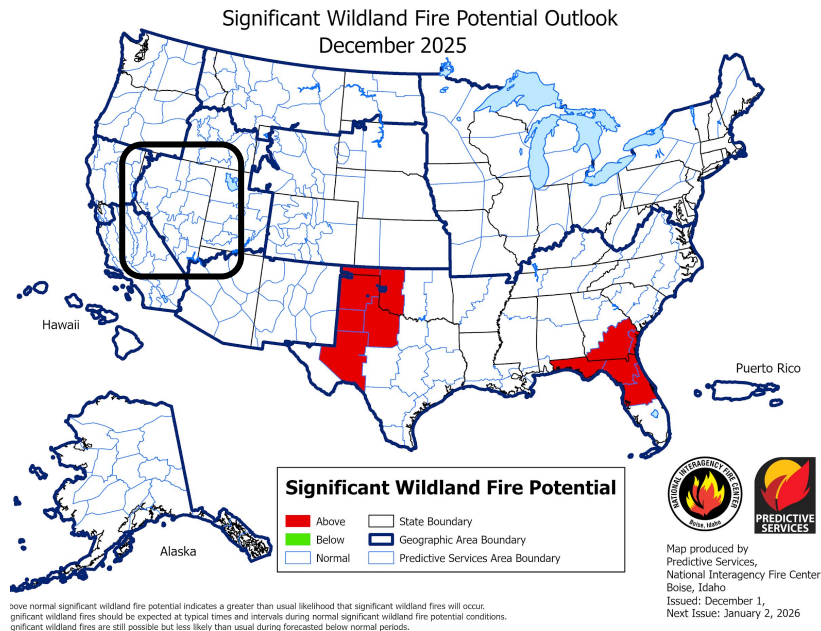 Significant Wildland Fire Potential Outlook
December 2025
Hawaii
Puerto Rico
Alaska
Significant Wildland Fire Potential
Above
State Boundary
Below
Geographic Area Boundary
Normal
Predictive Services Area Boundary
NATIONAL INTERAGENCY FIRE CENTER
Boise, Idaho
PREDICTIVE
SERVICES
Map produced by
Predictive Services,
National Interagency Fire Center
Boise, Idaho
Issued: December 1,
Next Issue: January 2, 2026
bove normal significant wildland fire potential indicates a greater than usual likelihood that significant wildland fires will occur.
gnificant wildland fires should be expected at typical times and intervals during normal significant wildland fire potential conditions.
gnificant wildland fires are still possible but less likely than usual during forecasted below normal periods.